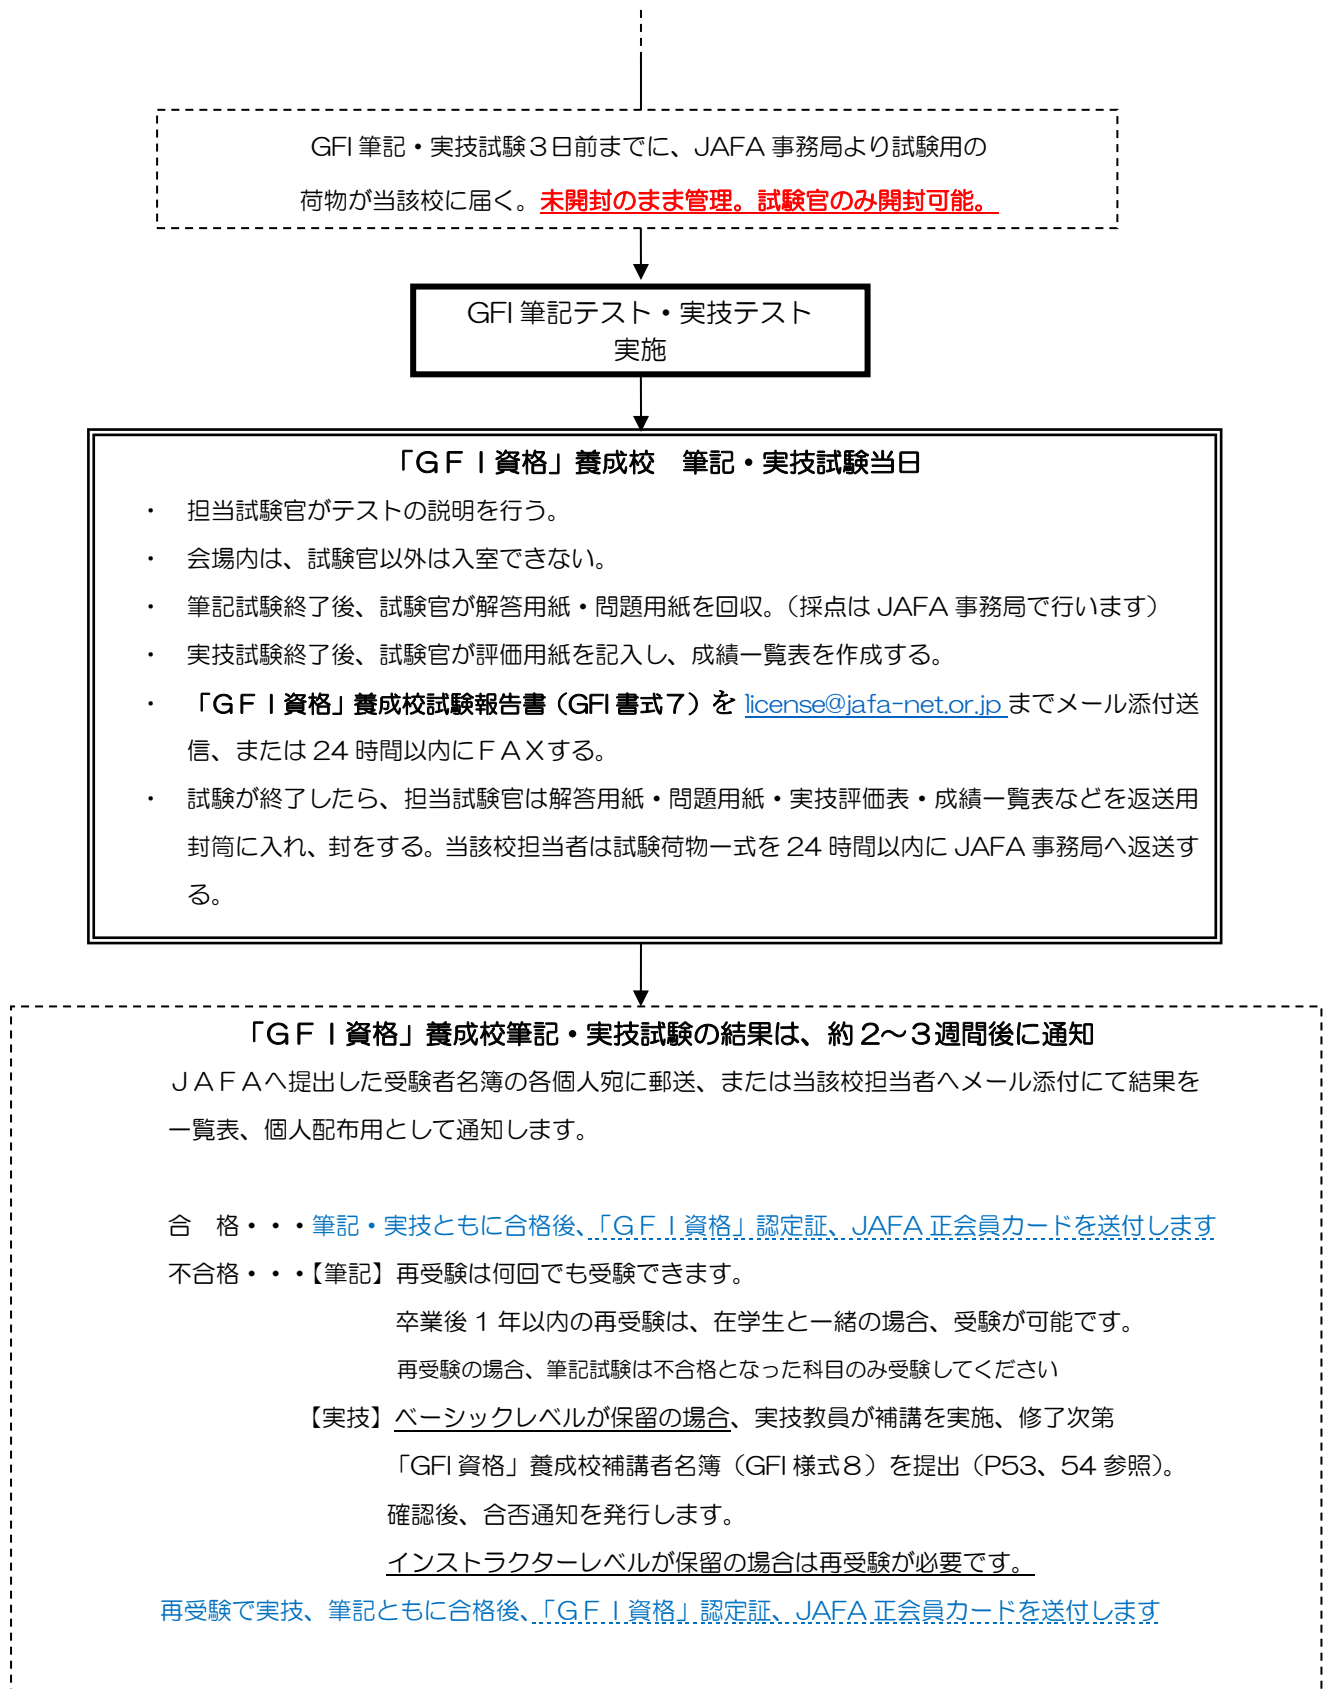 GFI 筆記・実技試験３日前までに、JAFA 事務局より試験用の
荷物が当該校に届く。未開封のまま管理。試験官のみ開封可能。
GFI 筆記テスト・実技テスト
実施
「ＧＦＩ資格」養成校　筆記・実技試験当日
・ 担当試験官がテストの説明を行う。
・ 会場内は、試験官以外は入室できない。
・ 筆記試験終了後、試験官が解答用紙・問題用紙を回収。（採点は JAFA 事務局で行います）
・ 実技試験終了後、試験官が評価用紙を記入し、成績一覧表を作成する。
・ 「ＧＦＩ資格」養成校試験報告書（GFI 書式７）を license@jafa-net.or.jp までメール添付送
信、または 24 時間以内にＦＡＸする。
・ 試験が終了したら、担当試験官は解答用紙・問題用紙・実技評価表・成績一覧表などを返送用
封筒に入れ、封をする。当該校担当者は試験荷物一式を 24 時間以内に JAFA 事務局へ返送す
る。
「ＧＦＩ資格」養成校筆記・実技試験の結果は、約２～３週間後に通知
ＪＡＦＡへ提出した受験者名簿の各個人宛に郵送、または当該校担当者へメール添付にて結果を
一覧表、個人配布用として通知します。
合　格・・・筆記・実技ともに合格後、「ＧＦＩ資格」認定証、JAFA 正会員カードを送付します
不合格・・・【筆記】再受験は何回でも受験できます。
卒業後 1 年以内の再受験は、在学生と一緒の場合、受験が可能です。
再受験の場合、筆記試験は不合格となった科目のみ受験してください
【実技】ベーシックレベルが保留の場合、実技教員が補講を実施、修了次第
「GFI 資格」養成校補講者名簿（GFI 様式８）を提出（P53、54 参照）。
確認後、合否通知を発行します。
インストラクターレベルが保留の場合は再受験が必要です。
再受験で実技、筆記ともに合格後、「ＧＦＩ資格」認定証、JAFA 正会員カードを送付します